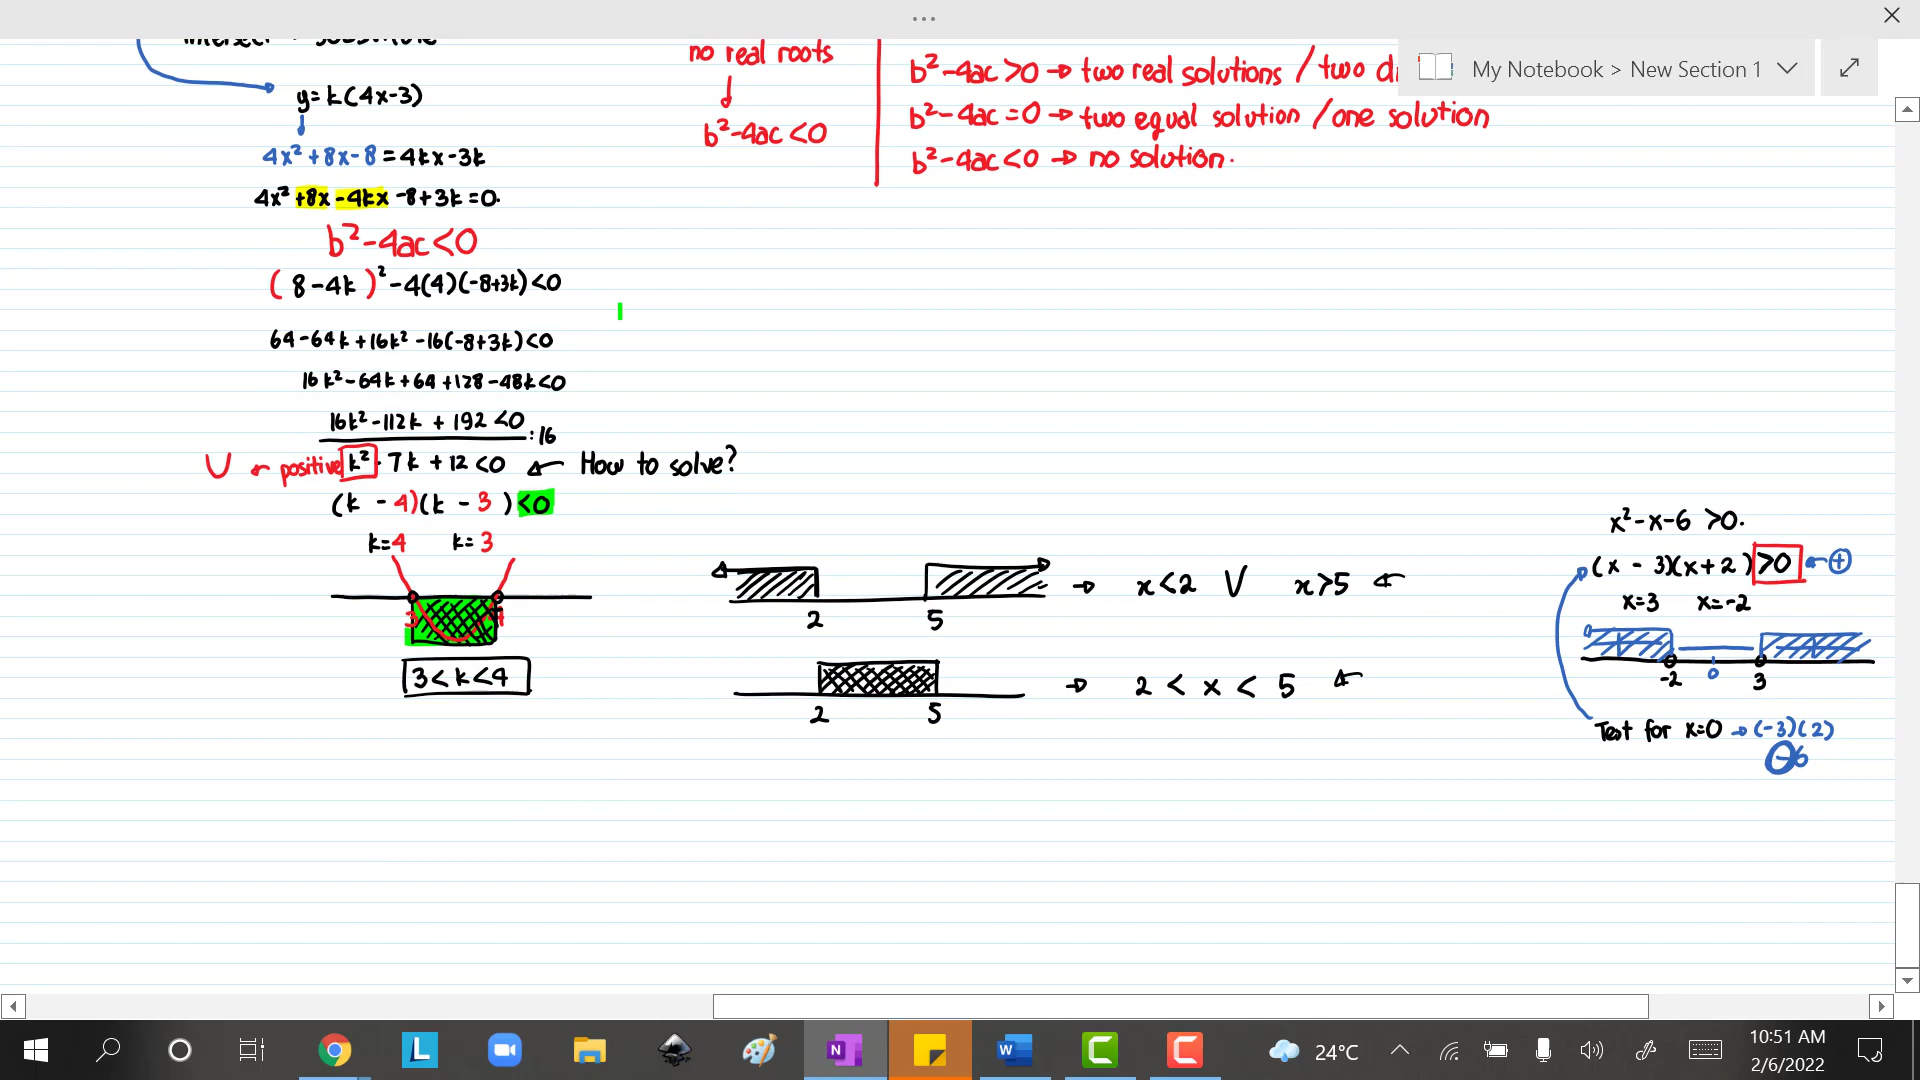 My Notebook > New Section 1
no real roots
b²-4ac<0
b²-4ac>0 → two real solutions / two
b²-4ac=0 → two equal solution / one solution
b²-4ac<0 → no solution.
y=k(4x-3)
4x²+8x-8=4kx-3k
4x²+8x-4kx-8+3k=0.
b²-4ac<0
(8-4k)²-4(4)(-8+3k)<0
64-64k+16k²-16(-8+3k)<0
16k²-64k+64+128-48k<0
16k²-112k+192<0
:16
U ← positive k²-7k+12<0 ← How to solve?
(k-4)(k-3)<0
k=4 k=3
3 4
3<k<4
2 5 → x<2 V x>5 ←
2 5 → 2<x<5 ←
x²-x-6>0.
(x-3)(x+2)>0 ← +
x=3 x=-2
-2 0 3
Test for x=0 → (-3)(2)
-6
24°C
10:51 AM
2/6/2022